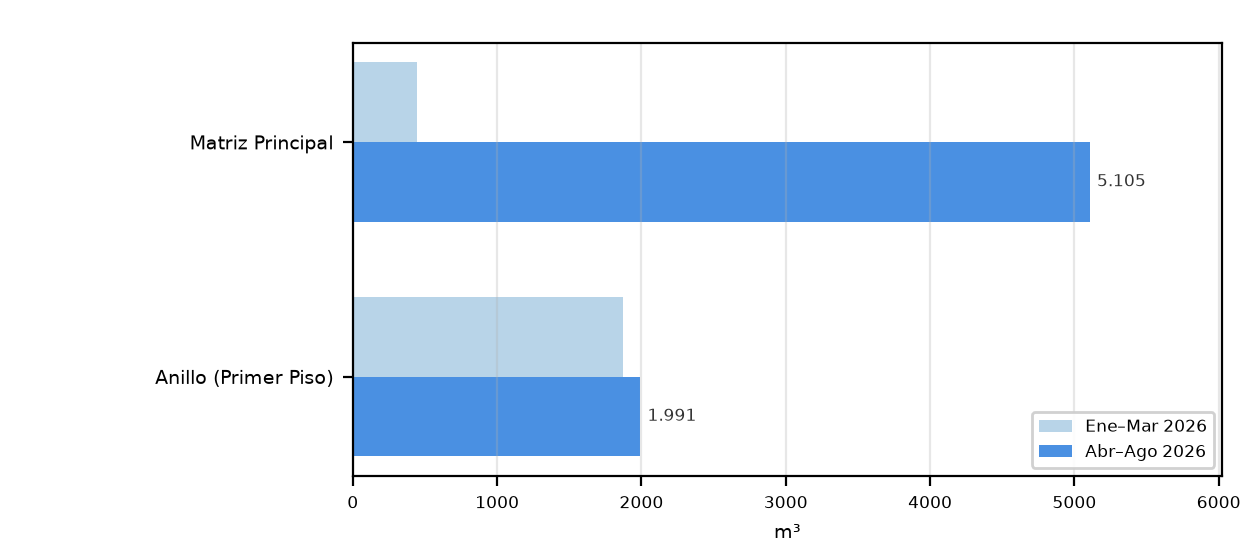 Matriz Principal
5.105
Anillo (Primer Piso)
1.991
Ene–Mar 2026
Abr–Ago 2026
0 1000 2000 3000 4000 5000 6000
m³